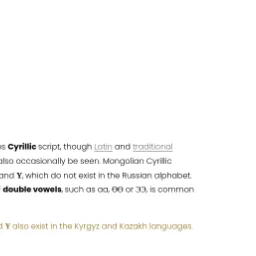 Cyrillic script, though Latin and traditional
also occasionally be seen. Mongolian Cyrillic
and Ү, which do not exist in the Russian alphabet.
double vowels, such as аа, ӨӨ or ЭЭ, is common
Ү also exist in the Kyrgyz and Kazakh languages.